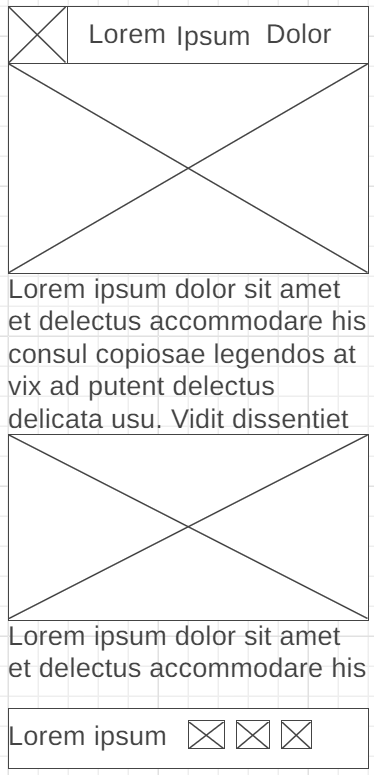 Lorem Ipsum Dolor
Lorem ipsum dolor sit amet
et delectus accommodare his
consul copiosae legendos at
vix ad putent delectus
delicata usu. Vidit dissentiet
Lorem ipsum dolor sit amet
et delectus accommodare his
Lorem ipsum